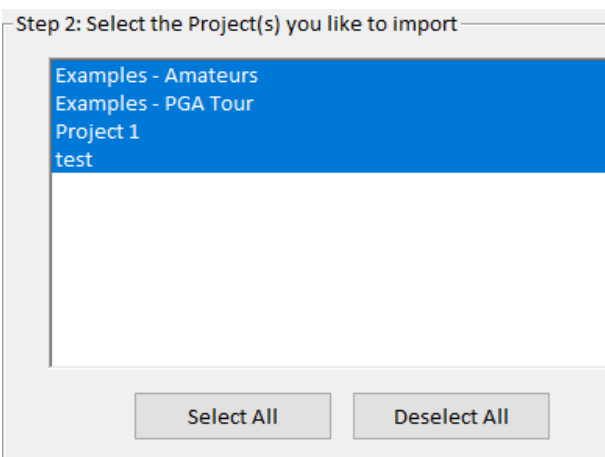 Step 2: Select the Project(s) you like to import
Examples - Amateurs
Examples - PGA Tour
Project 1
test
Select All
Deselect All